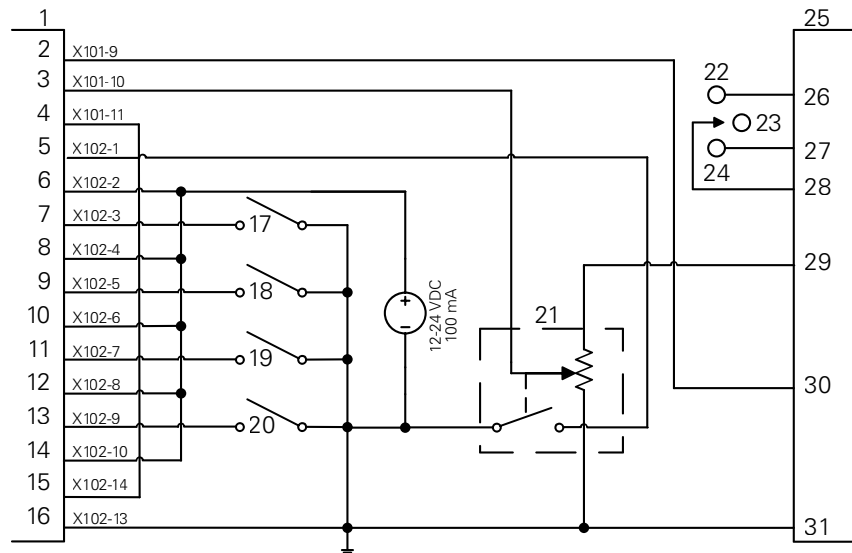 1
25
2 X101-9
3 X101-10
22
26
4 X101-11
23
5 X102-1
27
24
6 X102-2
28
7 X102-3
17
8 X102-4
29
9 X102-5
18
10 X102-6
12-24 VDC
100 mA
21
11 X102-7
19
12 X102-8
30
13 X102-9
20
14 X102-10
15 X102-14
16 X102-13
31